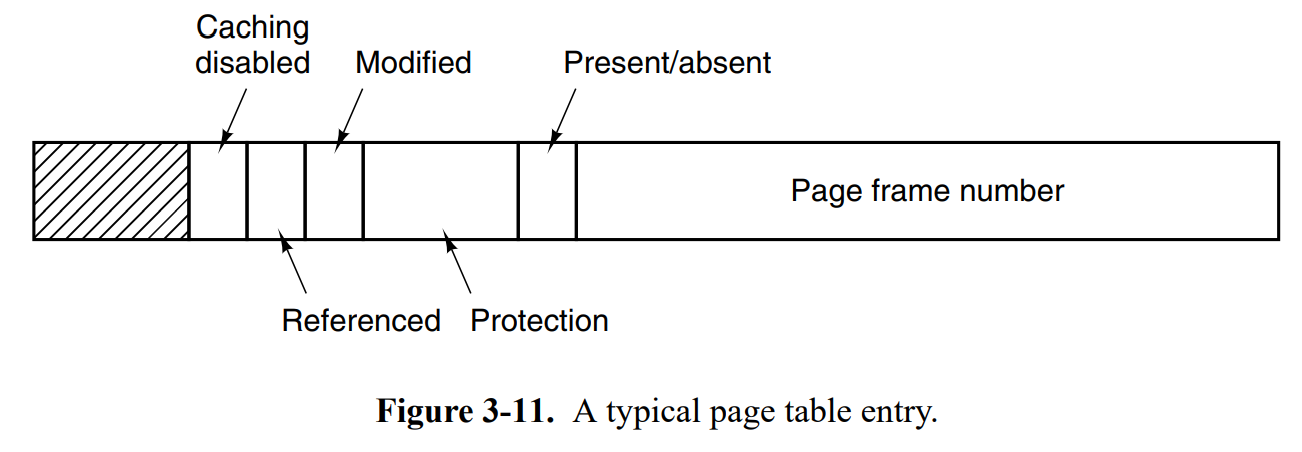 Caching
disabled
Modified
Present/absent
Page frame number
Referenced
Protection
Figure 3-11. A typical page table entry.